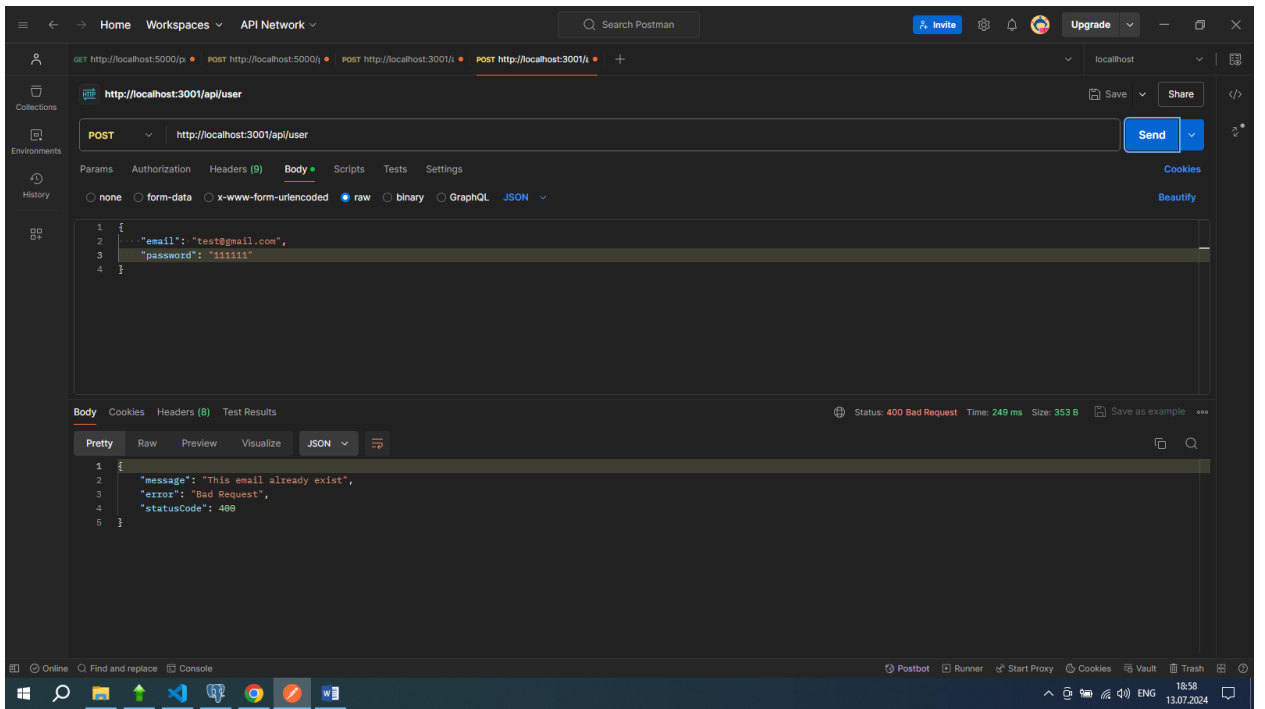 Home Workspaces API Network Search Postman Invite Upgrade
GET http://localhost:5000/p POST http://localhost:5000/ POST http://localhost:3001/ POST http://localhost:3001/ locallhost
Collections
HTTP http://localhost:3001/api/user Save Share
POST http://localhost:3001/api/user Send
Environments
Params Authorization Headers (9) Body Scripts Tests Settings Cookies
History
none form-data x-www-form-urlencoded raw binary GraphQL JSON Beautify
1 {
2 "email": "test@gmail.com",
3 "password": "111111"
4 }
Body Cookies Headers (8) Test Results Status: 400 Bad Request Time: 249 ms Size: 353 B Save as example
Pretty Raw Preview Visualize JSON
1 {
2 "message": "This email already exist",
3 "error": "Bad Request",
4 "statusCode": 400
5 }
Online Find and replace Console Postbot Runner Start Proxy Cookies Vault Trash
ENG 18:58
13.07.2024